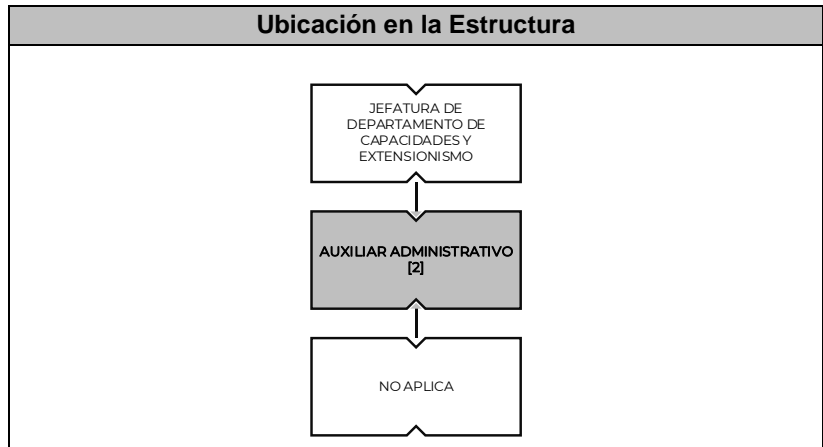 Ubicación en la Estructura
JEFATURA DE
DEPARTAMENTO DE
CAPACIDADES Y
EXTENSIONISMO
AUXILIAR ADMINISTRATIVO
[2]
NO APLICA